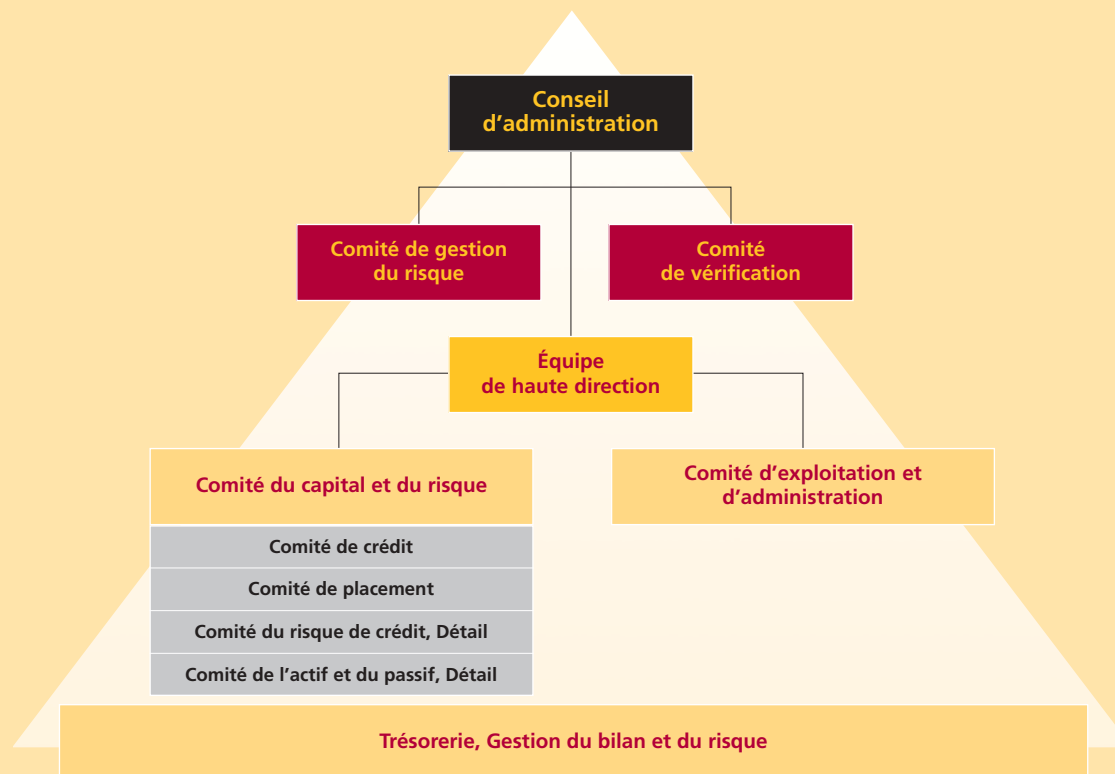 Conseil
d’administration
Comité de gestion
du risque
Comité
de vérification
Équipe
de haute direction
Comité du capital et du risque
Comité d’exploitation et
d’administration
Comité de crédit
Comité de placement
Comité du risque de crédit, Détail
Comité de l’actif et du passif, Détail
Trésorerie, Gestion du bilan et du risque